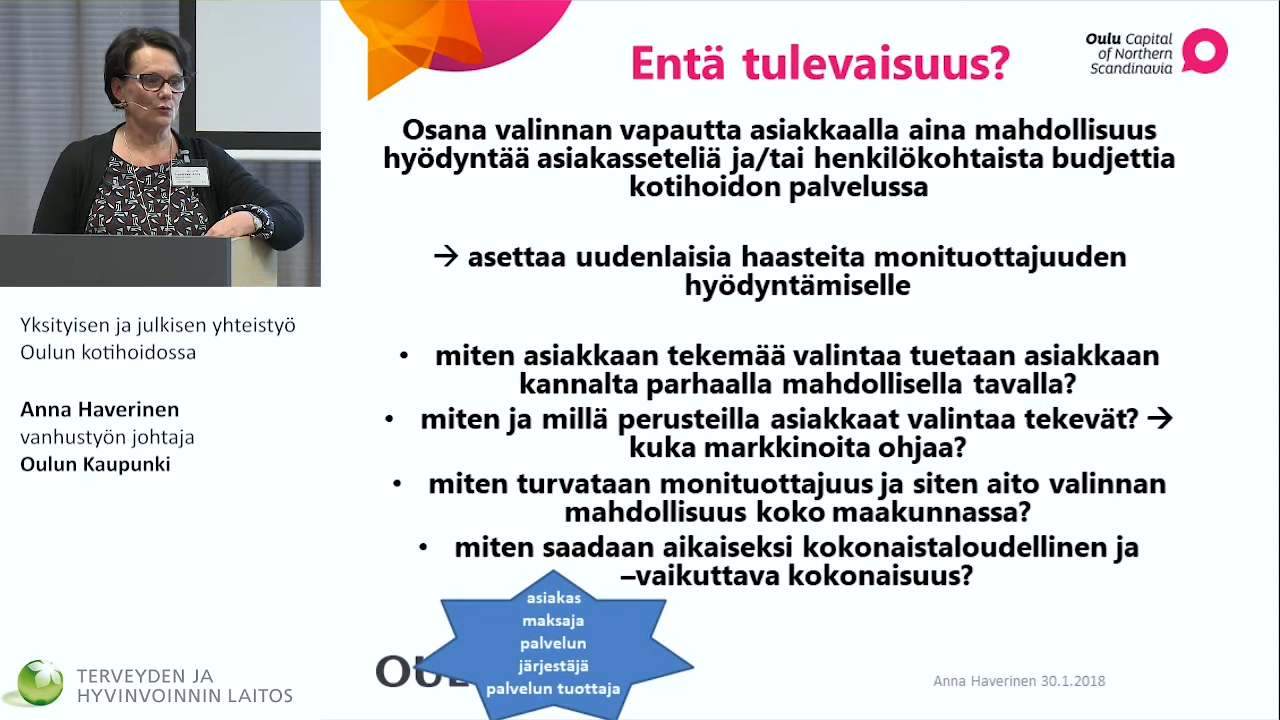 Entä tulevaisuus?
Oulu Capital
of Northern
Scandinavia
Osana valinnan vapautta asiakkaalla aina mahdollisuus
hyödyntää asiakasseteliä ja/tai henkilökohtaista budjettia
kotihoidon palvelussa
→ asettaa uudenlaisia haasteita monituottajuuden
hyödyntämiselle
• miten asiakkaan tekemää valintaa tuetaan asiakkaan
kannalta parhaalla mahdollisella tavalla?
• miten ja millä perusteilla asiakkaat valintaa tekevät? →
kuka markkinoita ohjaa?
• miten turvataan monituottajuus ja siten aito valinnan
mahdollisuus koko maakunnassa?
• miten saadaan aikaiseksi kokonaistaloudellinen ja
–vaikuttava kokonaisuus?
asiakas
maksaja
palvelun
järjestäjä
palvelun tuottaja
Anna Haverinen 30.1.2018
Yksityisen ja julkisen yhteistyö
Oulun kotihoidossa
Anna Haverinen
vanhustyön johtaja
Oulun Kaupunki
TERVEYDEN JA
HYVINVOINNIN LAITOS